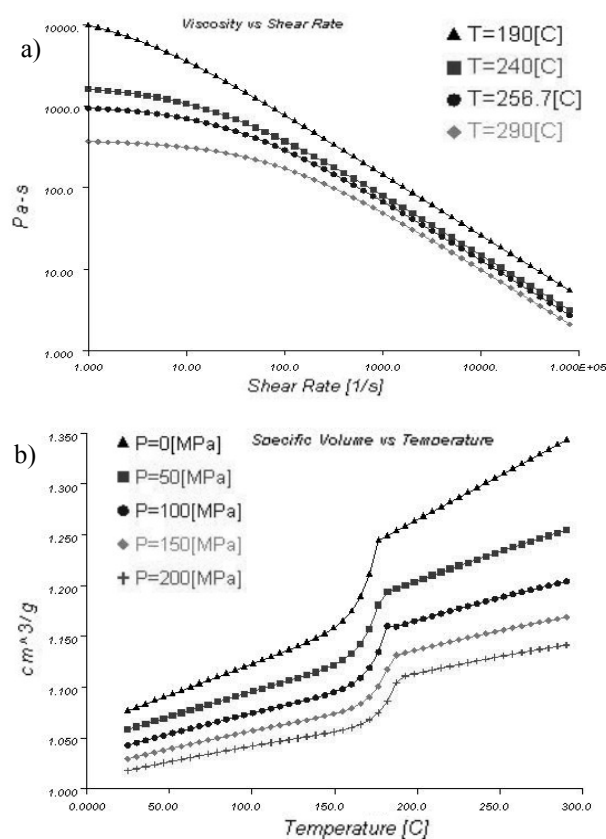 a)
Viscosity vs Shear Rate
10000.
1000.0
100.0
10.00
1.000
Pa-s
T=190[C]
T=240[C]
T=256.7[C]
T=290[C]
1.000 10.00 100.0 1000.0 10000. 1.000E+05
Shear Rate [1/s]
b)
Specific Volume vs Temperature
1.350
1.300
1.250
1.200
1.150
1.100
1.050
1.000
cm^3/g
P=0[MPa]
P=50[MPa]
P=100[MPa]
P=150[MPa]
P=200[MPa]
0.0000 50.00 100.0 150.0 200.0 250.0 300.0
Temperature [C]